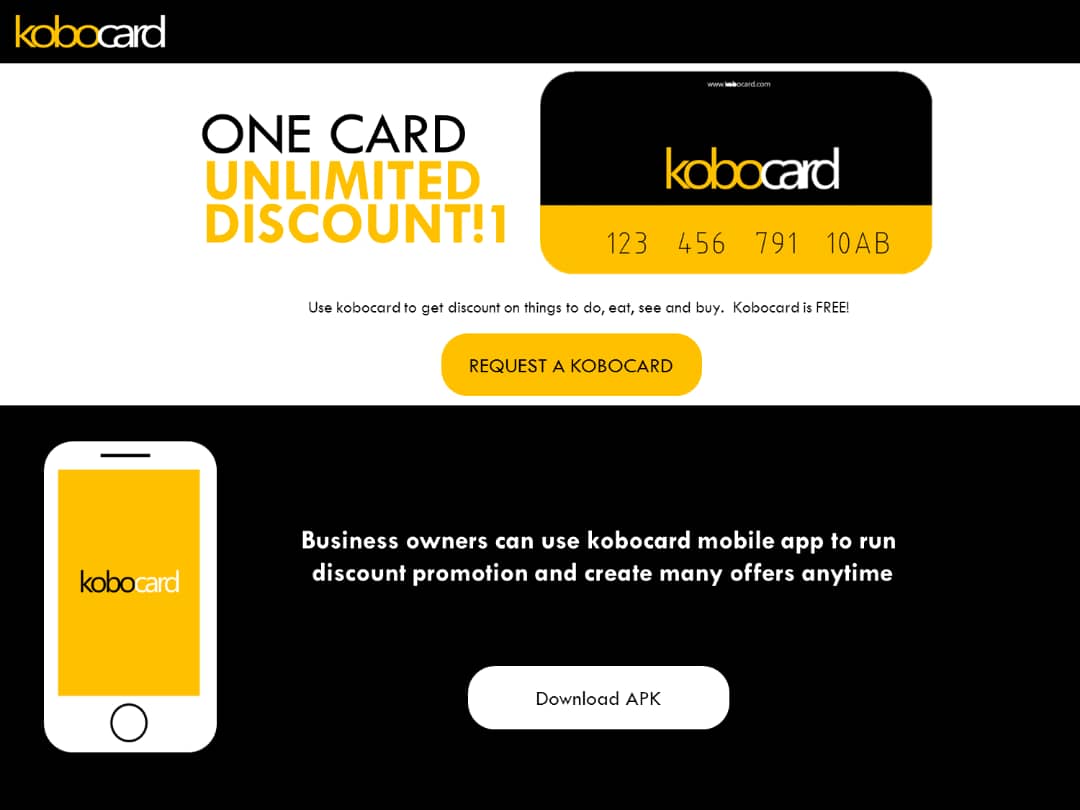 kobocard
www.kobocard.com
ONE CARD
UNLIMITED
DISCOUNT!1
kobocard
123 456 791 10AB
Use kobocard to get discount on things to do, eat, see and buy. Kobocard is FREE!
REQUEST A KOBOCARD
kobocard
Business owners can use kobocard mobile app to run
discount promotion and create many offers anytime
Download APK